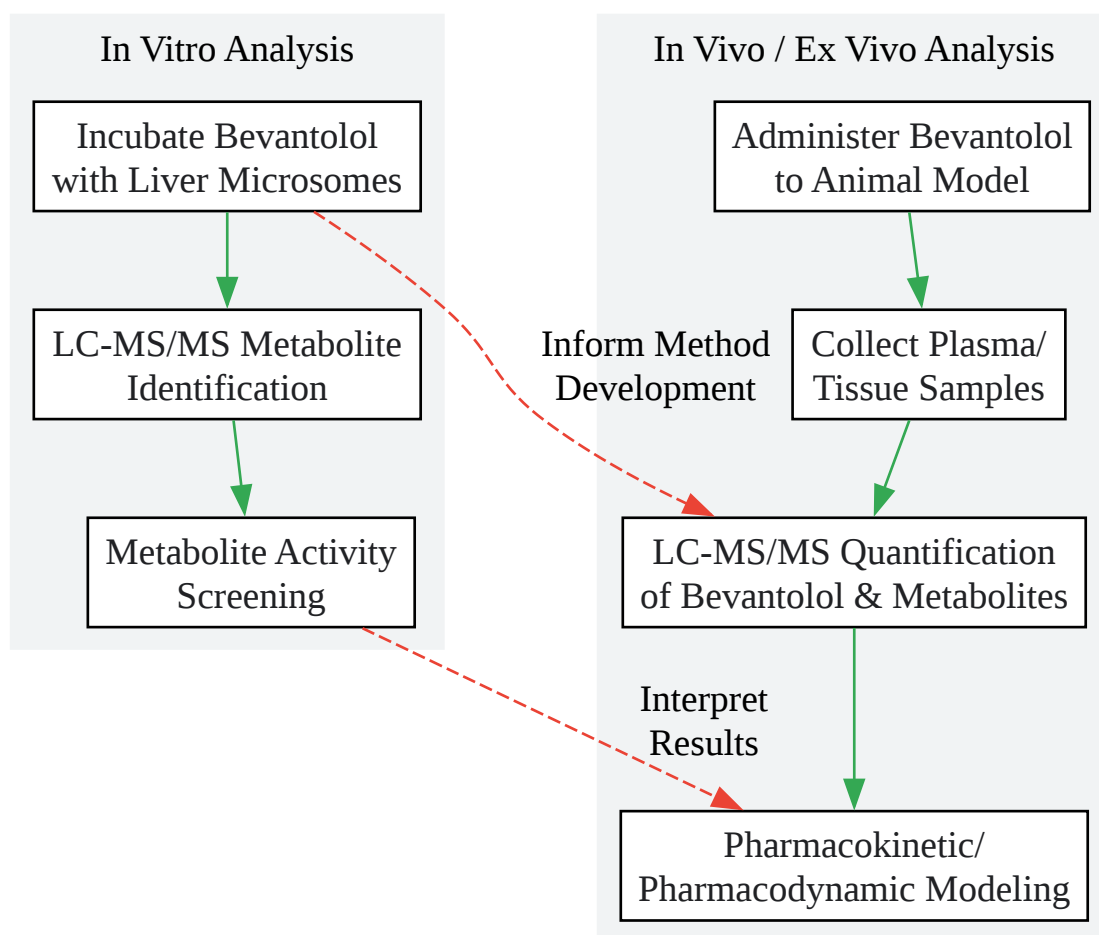 In Vitro Analysis
Incubate Bevantolol
with Liver Microsomes
LC-MS/MS Metabolite
Identification
Metabolite Activity
Screening
In Vivo / Ex Vivo Analysis
Administer Bevantolol
to Animal Model
Inform Method
Development
Collect Plasma/
Tissue Samples
LC-MS/MS Quantification
of Bevantolol & Metabolites
Interpret
Results
Pharmacokinetic/
Pharmacodynamic Modeling